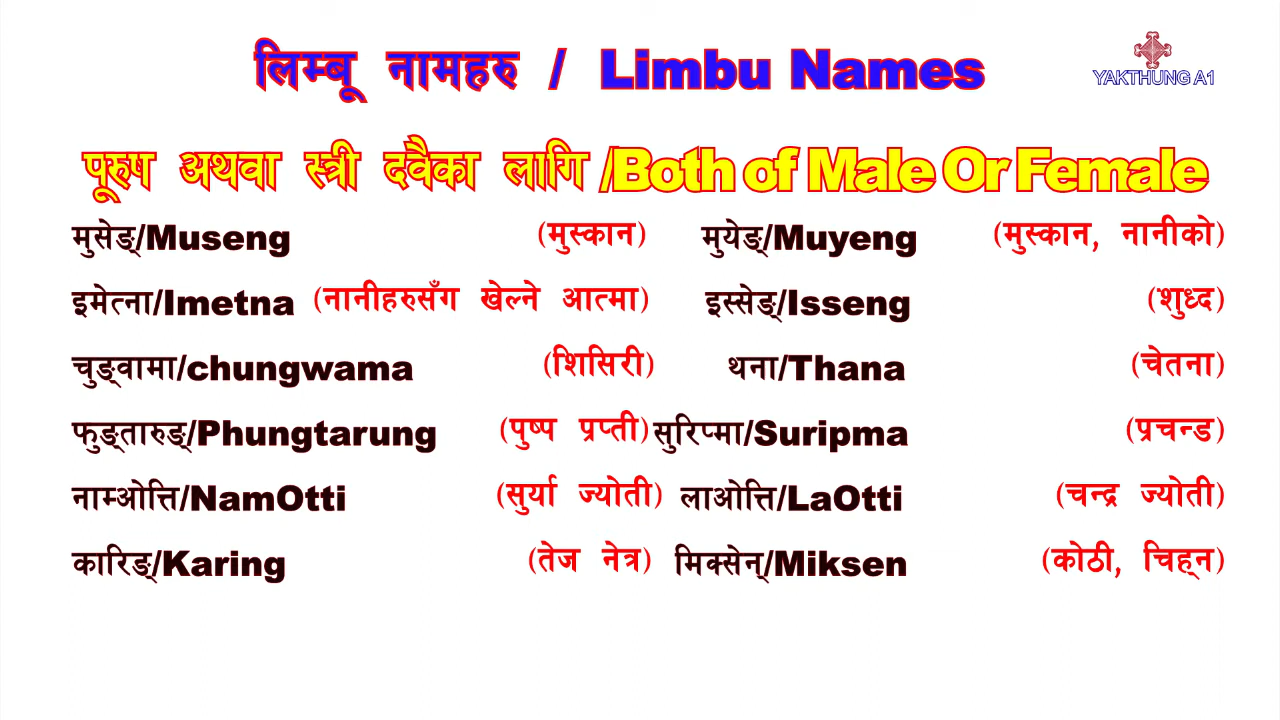 लिम्बू नामहरु / Limbu Names
YAKTHUNG A1
पूरुष अथवा स्त्री दवैका लागि /Both of Male Or Female
मुसेङ्/Museng (मुस्कान) मुयेङ्/Muyeng (मुस्कान, नानीको)
इमेत्ना/Imetna (नानीहरुसँग खेल्ने आत्मा) इस्सेङ्/Isseng (शुध्द)
चुङ्वामा/chungwama (शिसिरी) थना/Thana (चेतना)
फुङ्तारुङ्/Phungtarung (पुष्प प्रप्ती) सुरिप्मा/Suripma (प्रचन्ड)
नाम्ओत्ति/NamOtti (सुर्या ज्योती) लाओत्ति/LaOtti (चन्द्र ज्योती)
कारिङ्/Karing (तेज नेत्र) मिक्सेन्/Miksen (कोठी, चिह्‌न)